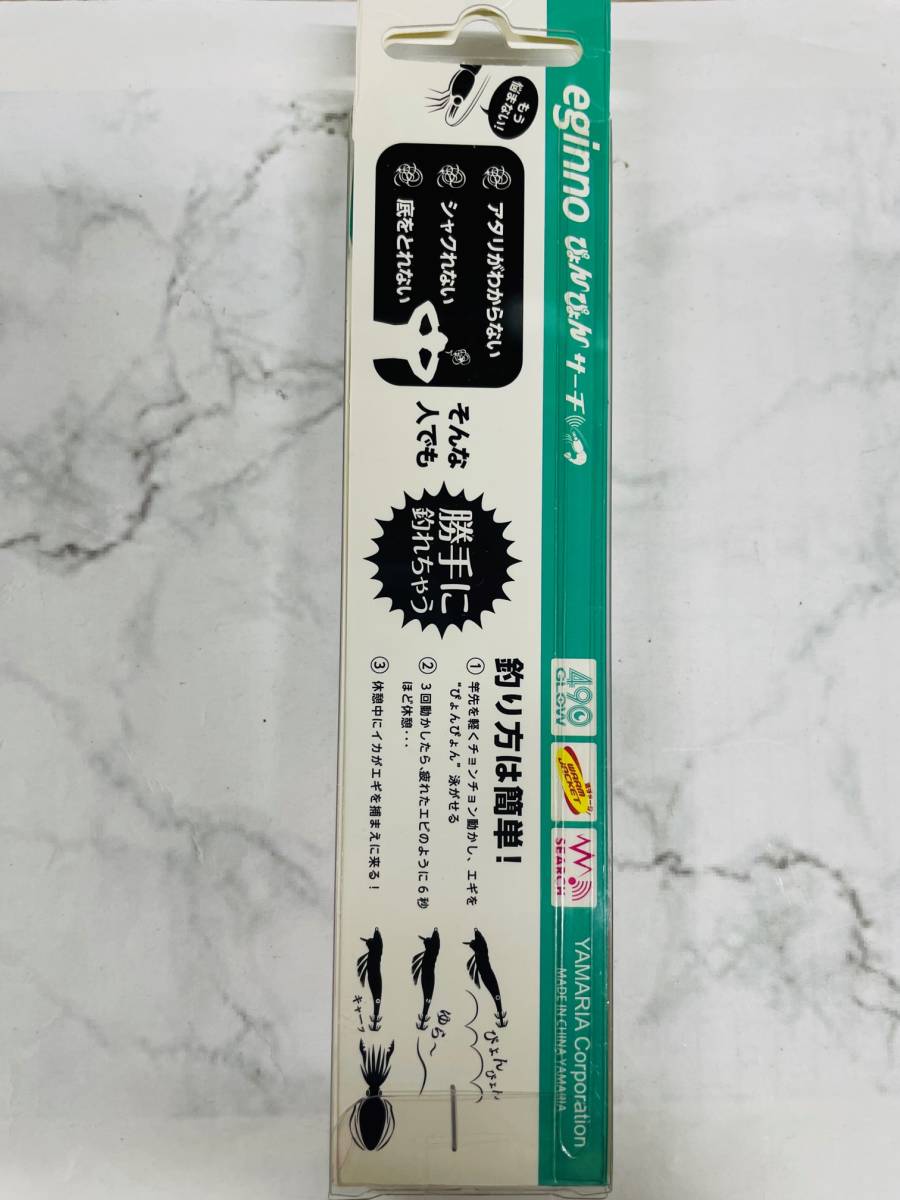 eginno ぴょんぴょんサーチ
490
GLOW
WARM
JACKET
SEARCH
YAMARIA Corporation
MADE IN CHINA YAMARIA
もう
悩まない!
アタリがわからない
シャクれない
底をとれない
そんな
人でも
勝手に
釣れちゃう
釣り方は簡単!
① 竿先を軽くチョンチョン動かし、エギを
“ぴょんぴょん”泳がせる
② 3回動かしたら、疲れたエビのように6秒
ほど休憩・・・
③ 休憩中にイカがエギを捕まえに来る!
ぴょんぴょん
ゆら〜
キャーッ